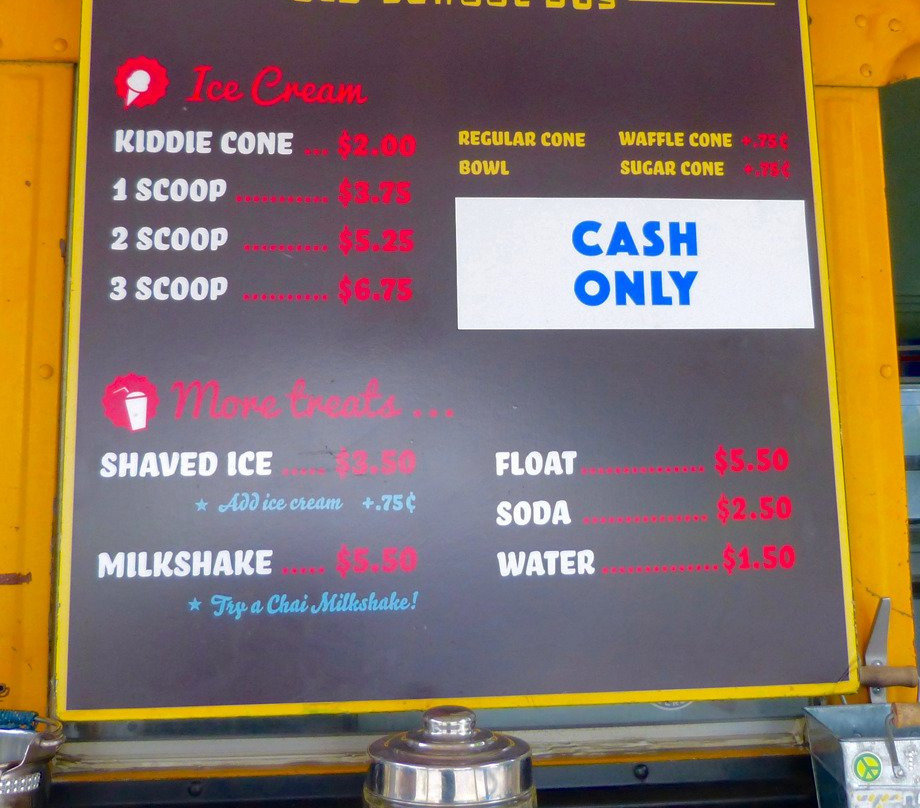 Ice Cream
KIDDIE CONE ... $2.00
1 SCOOP .......... $3.75
2 SCOOP ......... $5.25
3 SCOOP ......... $6.75
REGULAR CONE WAFFLE CONE +.75¢
BOWL SUGAR CONE +.75¢
CASH
ONLY
More treats ...
SHAVED ICE ..... $3.50
★ Add ice cream +.75¢
MILKSHAKE ..... $5.50
★ Try a Chai Milkshake!
FLOAT ............. $5.50
SODA ............. $2.50
WATER ............ $1.50